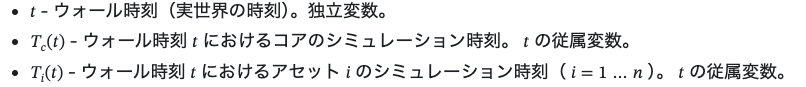 • t - ウォール時刻（実世界の時刻）。独立変数。
• Tc(t) - ウォール時刻 t におけるコアのシミュレーション時刻。 t の従属変数。
• Ti(t) - ウォール時刻 t におけるアセット i のシミュレーション時刻（ i = 1 ... n ）。 t の従属変数。